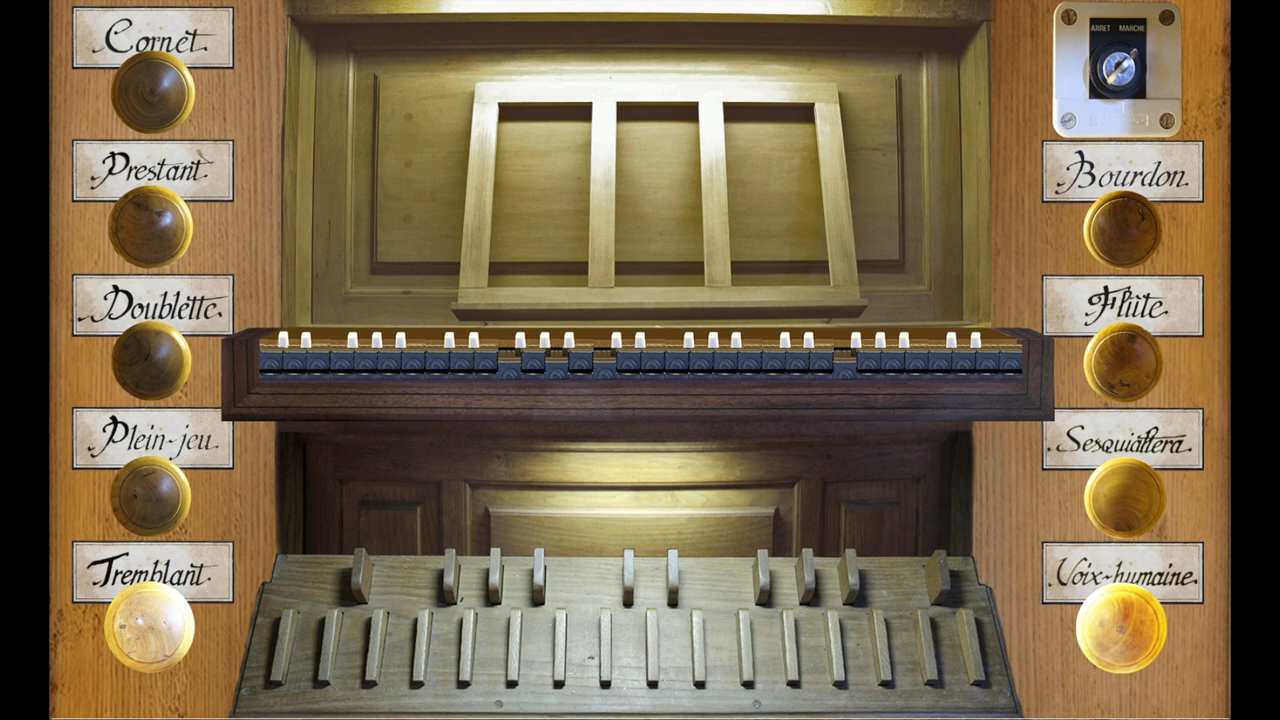 Cornet.
Prestant.
Doublette.
Plein-jeu.
Tremblant.
ARRET MARCHE
Bourdon.
Flûte.
Sesquialtera.
Voix-humaine.